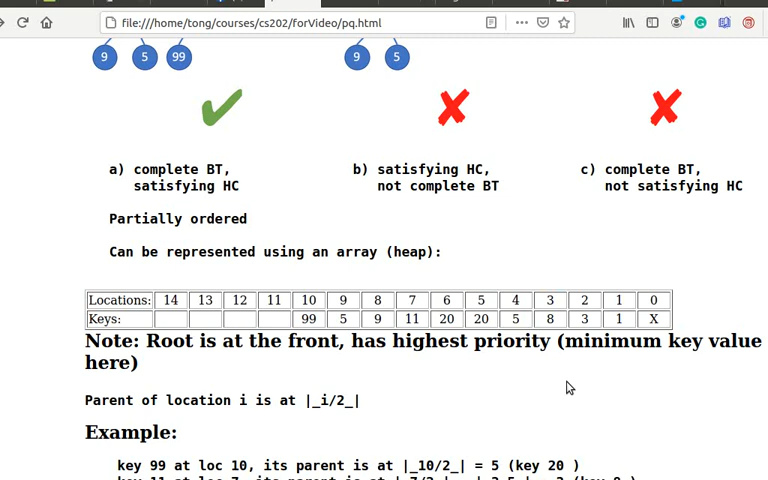 file:///home/tong/courses/cs202/forVideo/pq.html
9 5 99 9 5
a) complete BT, b) satisfying HC, c) complete BT,
satisfying HC not complete BT not satisfying HC
Partially ordered
Can be represented using an array (heap):
Locations: 14 13 12 11 10 9 8 7 6 5 4 3 2 1 0
Keys: 99 5 9 11 20 20 5 8 3 1 X
Note: Root is at the front, has highest priority (minimum key value
here)
Parent of location i is at |_i/2_|
Example:
key 99 at loc 10, its parent is at |_10/2_| = 5 (key 20 )